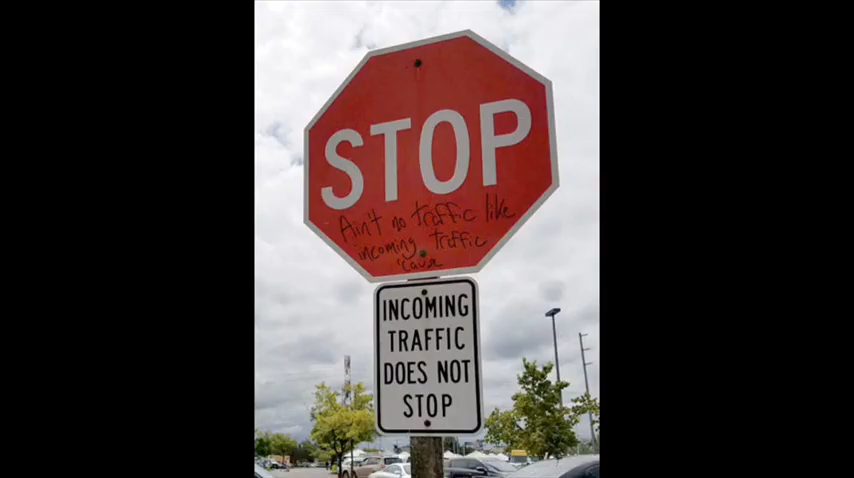 STOP
Ain't no traffic like
incoming traffic
'cause
INCOMING
TRAFFIC
DOES NOT
STOP